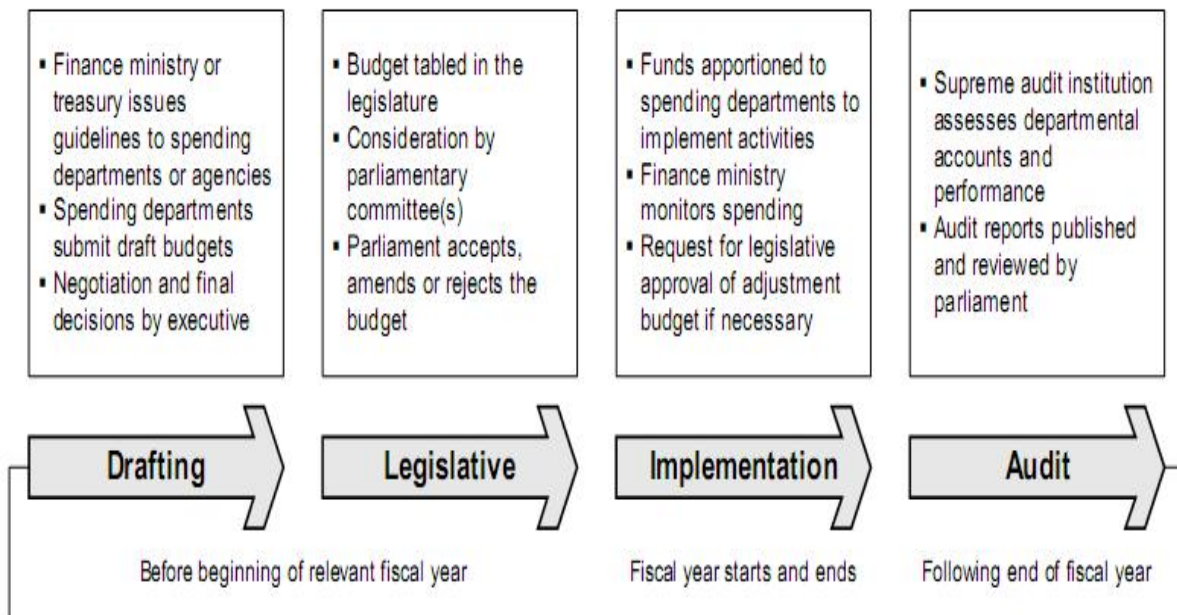 ▪ Finance ministry or
treasury issues
guidelines to spending
departments or agencies
▪ Spending departments
submit draft budgets
▪ Negotiation and final
decisions by executive
▪ Budget tabled in the
legislature
▪ Consideration by
parliamentary
committee(s)
▪ Parliament accepts,
amends or rejects the
budget
▪ Funds apportioned to
spending departments to
implement activities
▪ Finance ministry
monitors spending
▪ Request for legislative
approval of adjustment
budget if necessary
▪ Supreme audit institution
assesses departmental
accounts and
performance
▪ Audit reports published
and reviewed by
parliament
Drafting
Legislative
Implementation
Audit
Before beginning of relevant fiscal year
Fiscal year starts and ends
Following end of fiscal year